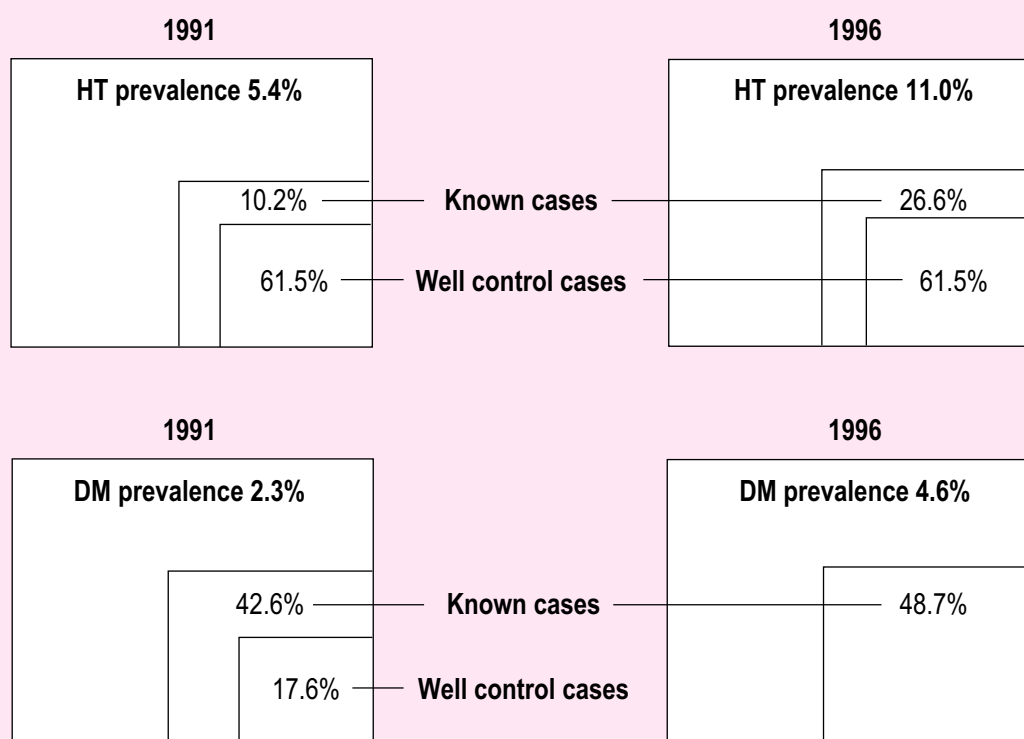 1991 1996
HT prevalence 5.4% HT prevalence 11.0%
10.2% Known cases 26.6%
61.5% Well control cases 61.5%
1991 1996
DM prevalence 2.3% DM prevalence 4.6%
42.6% Known cases 48.7%
17.6% Well control cases